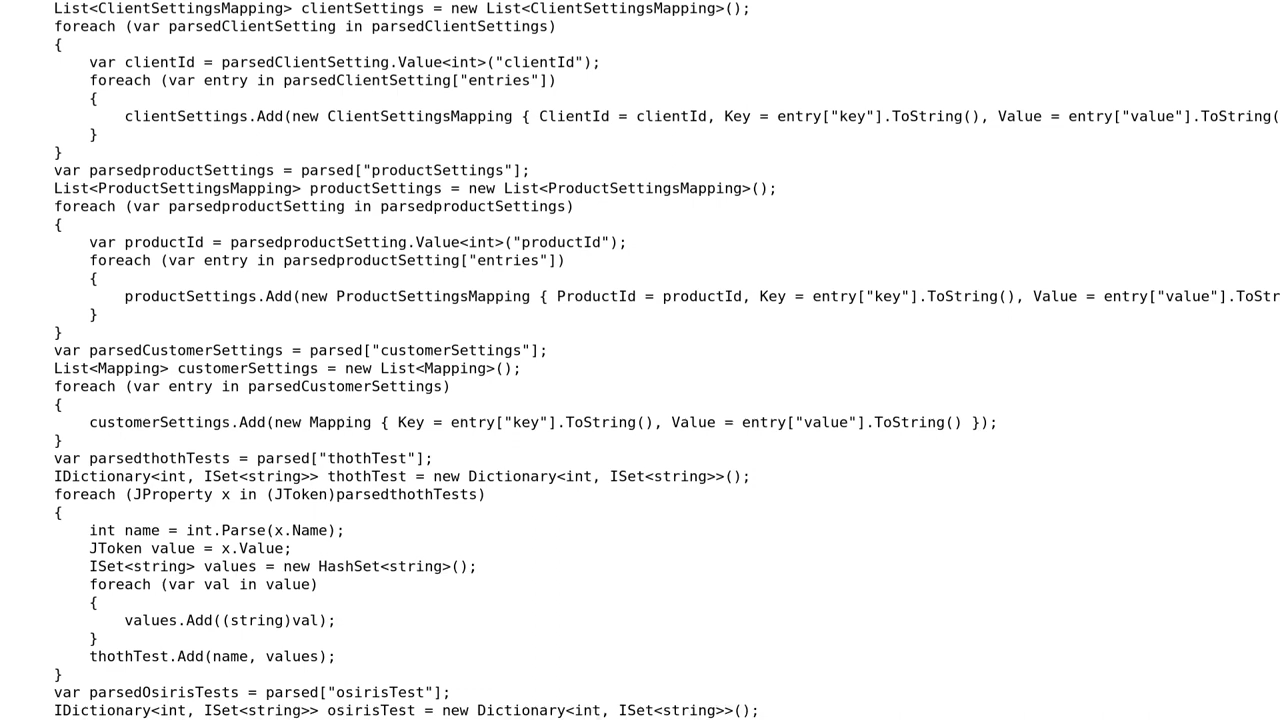 List<ClientSettingsMapping> clientSettings = new List<ClientSettingsMapping>();
foreach (var parsedClientSetting in parsedClientSettings)
{
var clientId = parsedClientSetting.Value<int>("clientId");
foreach (var entry in parsedClientSetting["entries"])
{
clientSettings.Add(new ClientSettingsMapping { ClientId = clientId, Key = entry["key"].ToString(), Value = entry["value"].ToString(
}
}
var parsedproductSettings = parsed["productSettings"];
List<ProductSettingsMapping> productSettings = new List<ProductSettingsMapping>();
foreach (var parsedproductSetting in parsedproductSettings)
{
var productId = parsedproductSetting.Value<int>("productId");
foreach (var entry in parsedproductSetting["entries"])
{
productSettings.Add(new ProductSettingsMapping { ProductId = productId, Key = entry["key"].ToString(), Value = entry["value"].ToStr
}
}
var parsedCustomerSettings = parsed["customerSettings"];
List<Mapping> customerSettings = new List<Mapping>();
foreach (var entry in parsedCustomerSettings)
{
customerSettings.Add(new Mapping { Key = entry["key"].ToString(), Value = entry["value"].ToString() });
}
var parsedthothTests = parsed["thothTest"];
IDictionary<int, ISet<string>> thothTest = new Dictionary<int, ISet<string>>();
foreach (JProperty x in (JToken)parsedthothTests)
{
int name = int.Parse(x.Name);
JToken value = x.Value;
ISet<string> values = new HashSet<string>();
foreach (var val in value)
{
values.Add((string)val);
}
thothTest.Add(name, values);
}
var parsedOsirisTests = parsed["osirisTest"];
IDictionary<int, ISet<string>> osirisTest = new Dictionary<int, ISet<string>>();